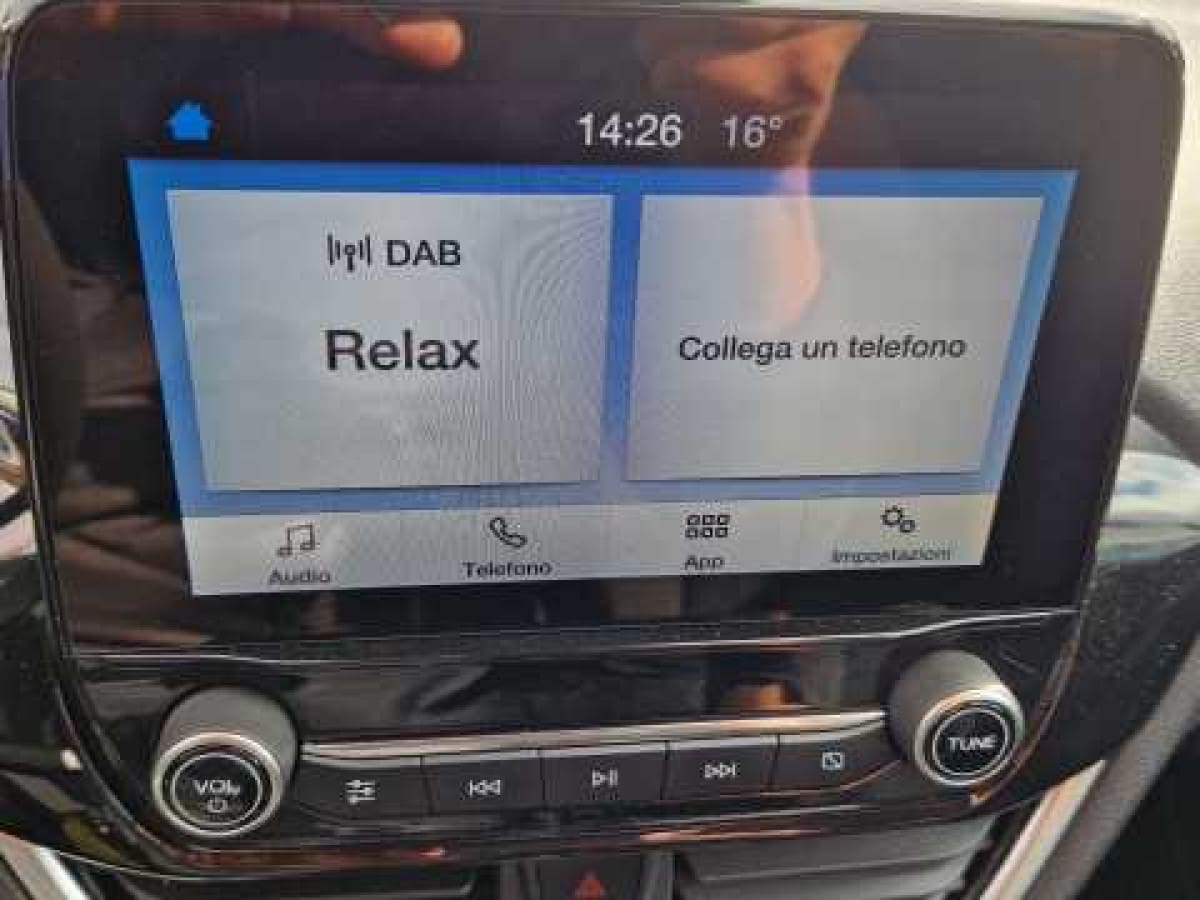 14:26 16°
DAB
Relax
Collega un telefono
Audio
Telefono
App
Impostazioni
VOL
TUNE